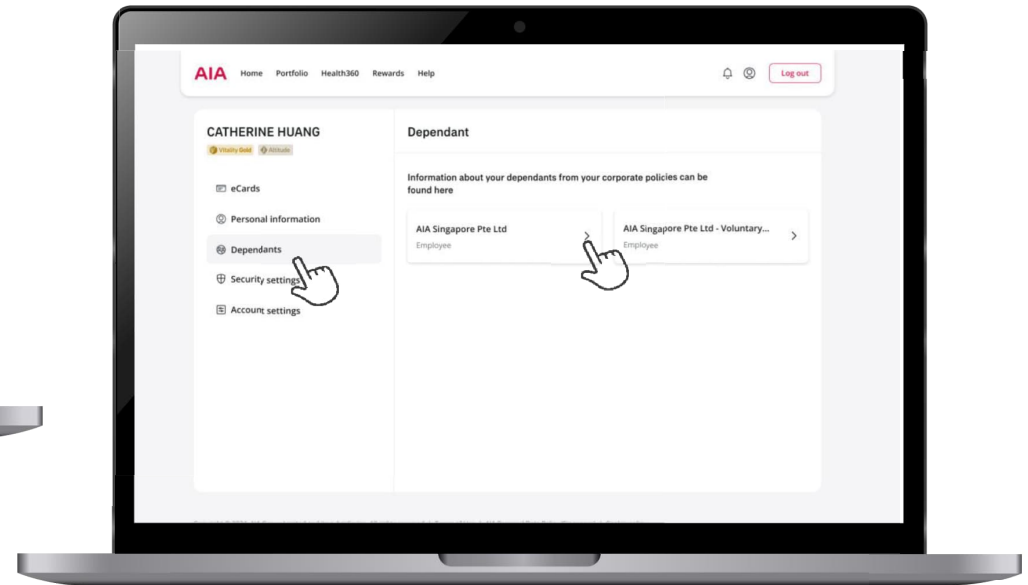 AIA Home Portfolio Health360 Rewards Help Log out
CATHERINE HUANG
Vitality Gold Altitude
eCards
Personal information
Dependants
Security settings
Account settings
Dependant
Information about your dependants from your corporate policies can be
found here
AIA Singapore Pte Ltd
Employee
AIA Singapore Pte Ltd - Voluntary...
Employee